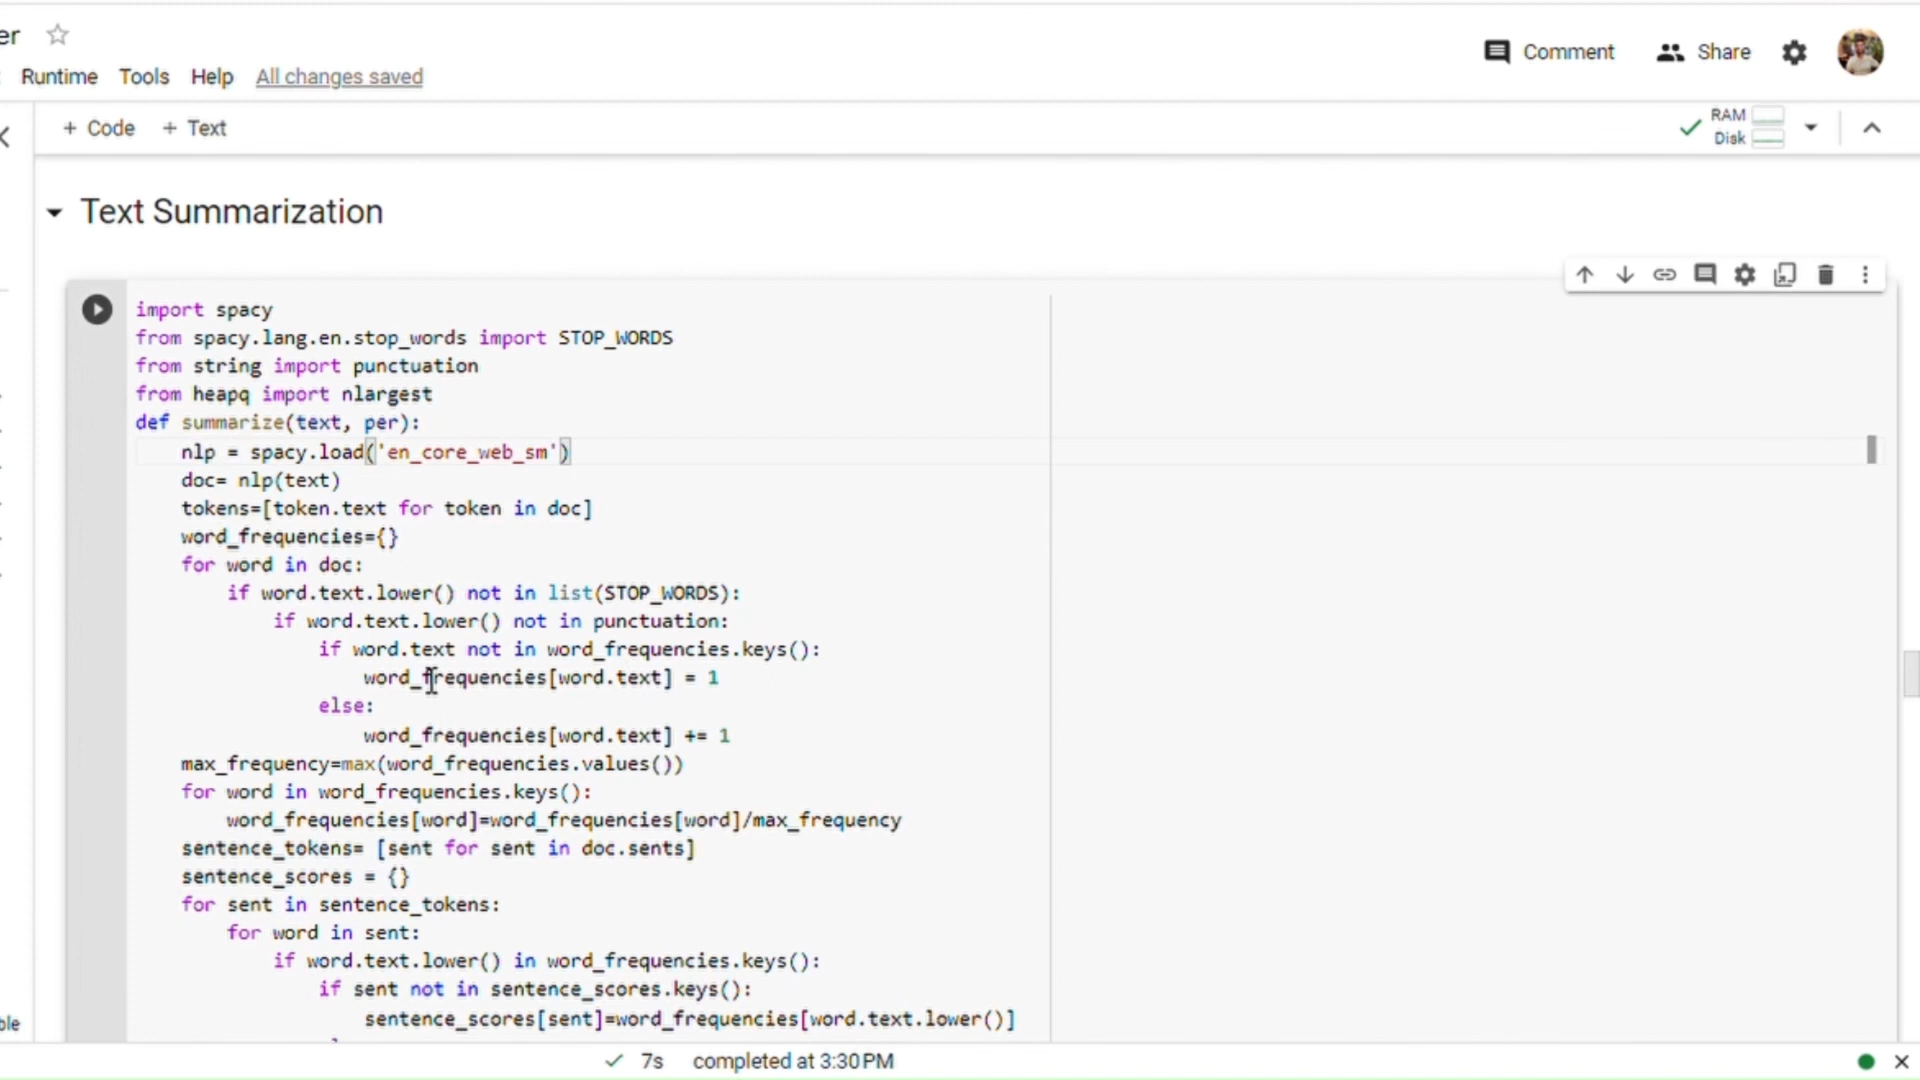 er
Comment
Share
Runtime Tools Help All changes saved
+ Code + Text
RAM
Disk
Text Summarization
import spacy
from spacy.lang.en.stop_words import STOP_WORDS
from string import punctuation
from heapq import nlargest
def summarize(text, per):
nlp = spacy.load('en_core_web_sm')
doc= nlp(text)
tokens=[token.text for token in doc]
word_frequencies={}
for word in doc:
if word.text.lower() not in list(STOP_WORDS):
if word.text.lower() not in punctuation:
if word.text not in word_frequencies.keys():
word_frequencies[word.text] = 1
else:
word_frequencies[word.text] += 1
max_frequency=max(word_frequencies.values())
for word in word_frequencies.keys():
word_frequencies[word]=word_frequencies[word]/max_frequency
sentence_tokens= [sent for sent in doc.sents]
sentence_scores = {}
for sent in sentence_tokens:
for word in sent:
if word.text.lower() in word_frequencies.keys():
if sent not in sentence_scores.keys():
sentence_scores[sent]=word_frequencies[word.text.lower()]
ble
7s completed at 3:30 PM